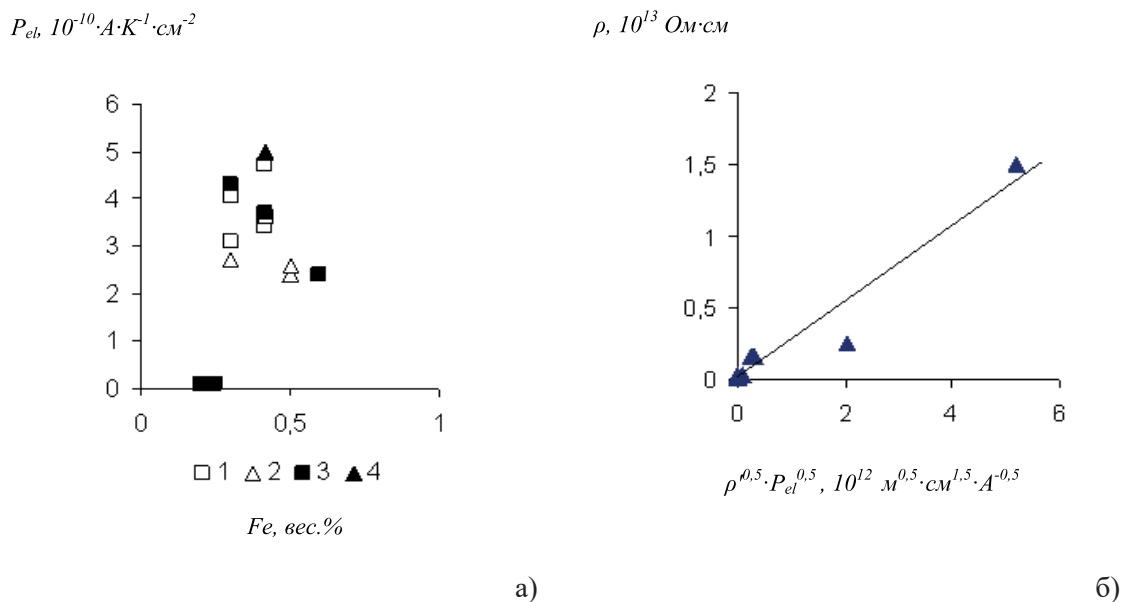 P_el, 10^-10·A·K^-1·см^-2
6
5
4
3
2
1
0
0 0,5 1
□ 1 △ 2 ■ 3 ▲ 4
Fe, вес.%
а)
ρ, 10^13 Ом·см
2
1,5
1
0,5
0
0 2 4 6
ρ'^0,5·P_el^0,5 , 10^12 м^0,5·см^1,5·А^-0,5
б)